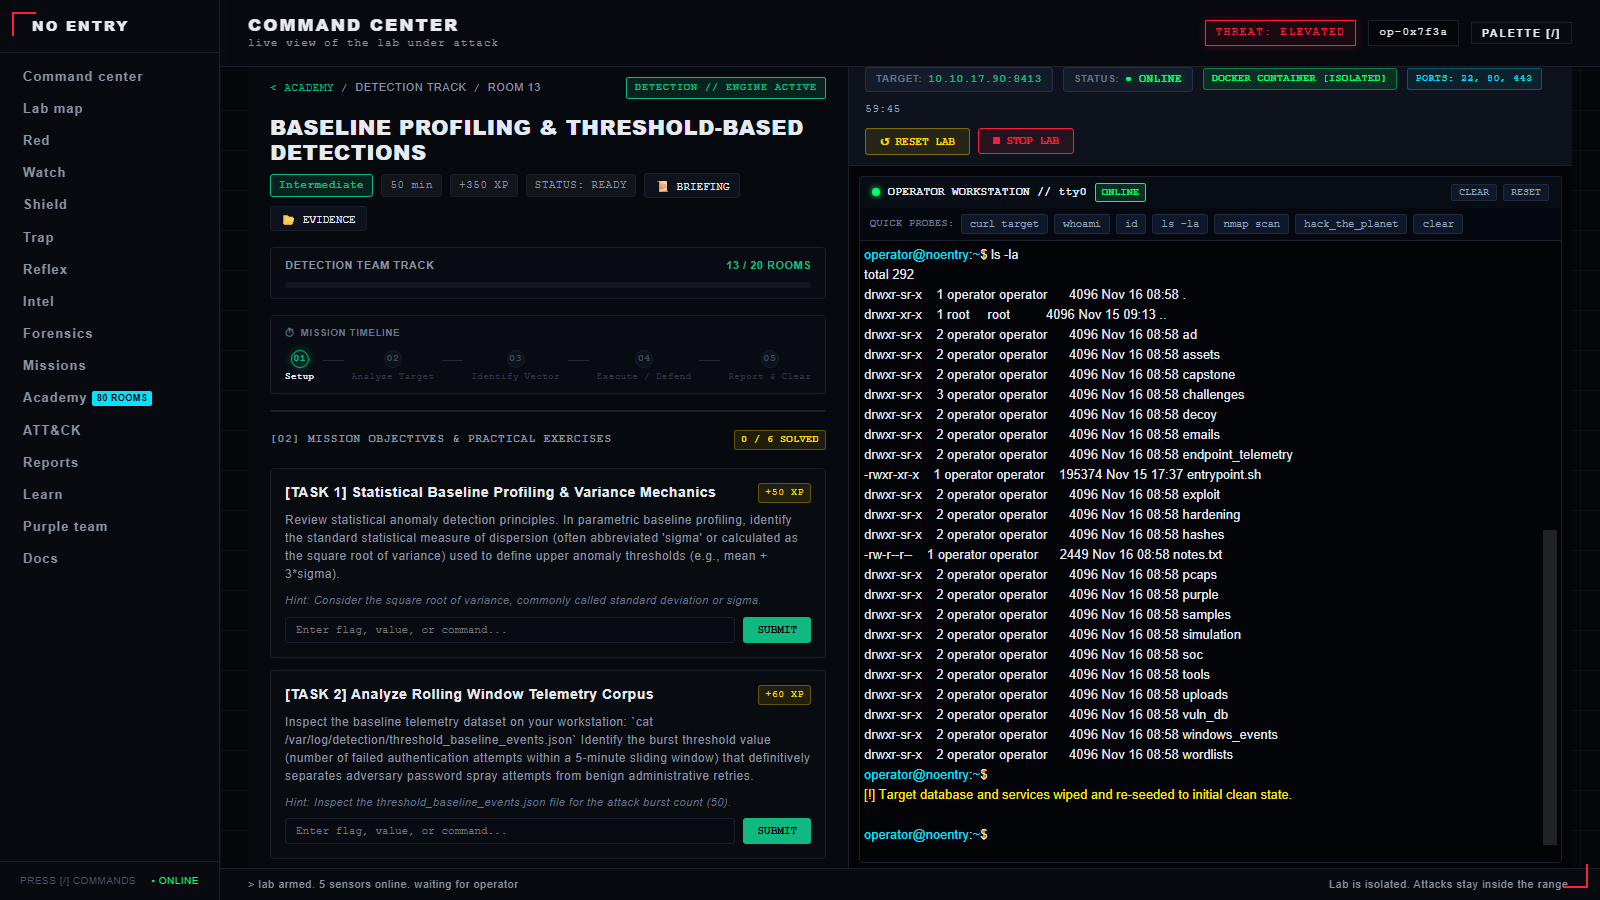 NO ENTRY
Command center
Lab map
Red
Watch
Shield
Trap
Reflex
Intel
Forensics
Missions
Academy 80 ROOMS
ATT&CK
Reports
Learn
Purple team
Docs
PRESS [/] COMMANDS • ONLINE
COMMAND CENTER
live view of the lab under attack
THREAT: ELEVATED
op-0x7f3a
PALETTE [/]
< ACADEMY / DETECTION TRACK / ROOM 13
DETECTION // ENGINE ACTIVE
BASELINE PROFILING & THRESHOLD-BASED
DETECTIONS
Intermediate
50 min
+350 XP
STATUS: READY
BRIEFING
EVIDENCE
DETECTION TEAM TRACK
13 / 20 ROOMS
MISSION TIMELINE
01
02
03
04
05
Setup
Analyse Target
Identify Vector
Execute / Defend
Report & Clear
[02] MISSION OBJECTIVES & PRACTICAL EXERCISES
0 / 6 SOLVED
[TASK 1] Statistical Baseline Profiling & Variance Mechanics
+50 XP
Review statistical anomaly detection principles. In parametric baseline profiling, identify
the standard statistical measure of dispersion (often abbreviated 'sigma' or calculated as
the square root of variance) used to define upper anomaly thresholds (e.g., mean +
3*sigma).
Hint: Consider the square root of variance, commonly called standard deviation or sigma.
Enter flag, value, or command...
SUBMIT
[TASK 2] Analyze Rolling Window Telemetry Corpus
+60 XP
Inspect the baseline telemetry dataset on your workstation: `cat
/var/log/detection/threshold_baseline_events.json` Identify the burst threshold value
(number of failed authentication attempts within a 5-minute sliding window) that definitively
separates adversary password spray attempts from benign administrative retries.
Hint: Inspect the threshold_baseline_events.json file for the attack burst count (50).
Enter flag, value, or command...
SUBMIT
TARGET: 10.10.17.90:8413
STATUS: • ONLINE
DOCKER CONTAINER [ISOLATED]
PORTS: 22, 80, 443
59:45
↺ RESET LAB
■ STOP LAB
OPERATOR WORKSTATION // tty0 ONLINE
CLEAR
RESET
QUICK PROBES: curl target whoami id ls -la nmap scan hack_the_planet clear
operator@noentry:~$ ls -la
total 292
drwxr-sr-x 1 operator operator 4096 Nov 16 08:58 .
drwxr-xr-x 1 root root 4096 Nov 15 09:13 ..
drwxr-sr-x 2 operator operator 4096 Nov 16 08:58 ad
drwxr-sr-x 2 operator operator 4096 Nov 16 08:58 assets
drwxr-sr-x 2 operator operator 4096 Nov 16 08:58 capstone
drwxr-sr-x 3 operator operator 4096 Nov 16 08:58 challenges
drwxr-sr-x 2 operator operator 4096 Nov 16 08:58 decoy
drwxr-sr-x 2 operator operator 4096 Nov 16 08:58 emails
drwxr-sr-x 2 operator operator 4096 Nov 16 08:58 endpoint_telemetry
-rwxr-xr-x 1 operator operator 195374 Nov 15 17:37 entrypoint.sh
drwxr-sr-x 2 operator operator 4096 Nov 16 08:58 exploit
drwxr-sr-x 2 operator operator 4096 Nov 16 08:58 hardening
drwxr-sr-x 2 operator operator 4096 Nov 16 08:58 hashes
-rw-r--r-- 1 operator operator 2449 Nov 16 08:58 notes.txt
drwxr-sr-x 2 operator operator 4096 Nov 16 08:58 pcaps
drwxr-sr-x 2 operator operator 4096 Nov 16 08:58 purple
drwxr-sr-x 2 operator operator 4096 Nov 16 08:58 samples
drwxr-sr-x 2 operator operator 4096 Nov 16 08:58 simulation
drwxr-sr-x 2 operator operator 4096 Nov 16 08:58 soc
drwxr-sr-x 2 operator operator 4096 Nov 16 08:58 tools
drwxr-sr-x 2 operator operator 4096 Nov 16 08:58 uploads
drwxr-sr-x 2 operator operator 4096 Nov 16 08:58 vuln_db
drwxr-sr-x 2 operator operator 4096 Nov 16 08:58 windows_events
drwxr-sr-x 2 operator operator 4096 Nov 16 08:58 wordlists
operator@noentry:~$
[!] Target database and services wiped and re-seeded to initial clean state.
operator@noentry:~$
> lab armed. 5 sensors online. waiting for operator
Lab is isolated. Attacks stay inside the range